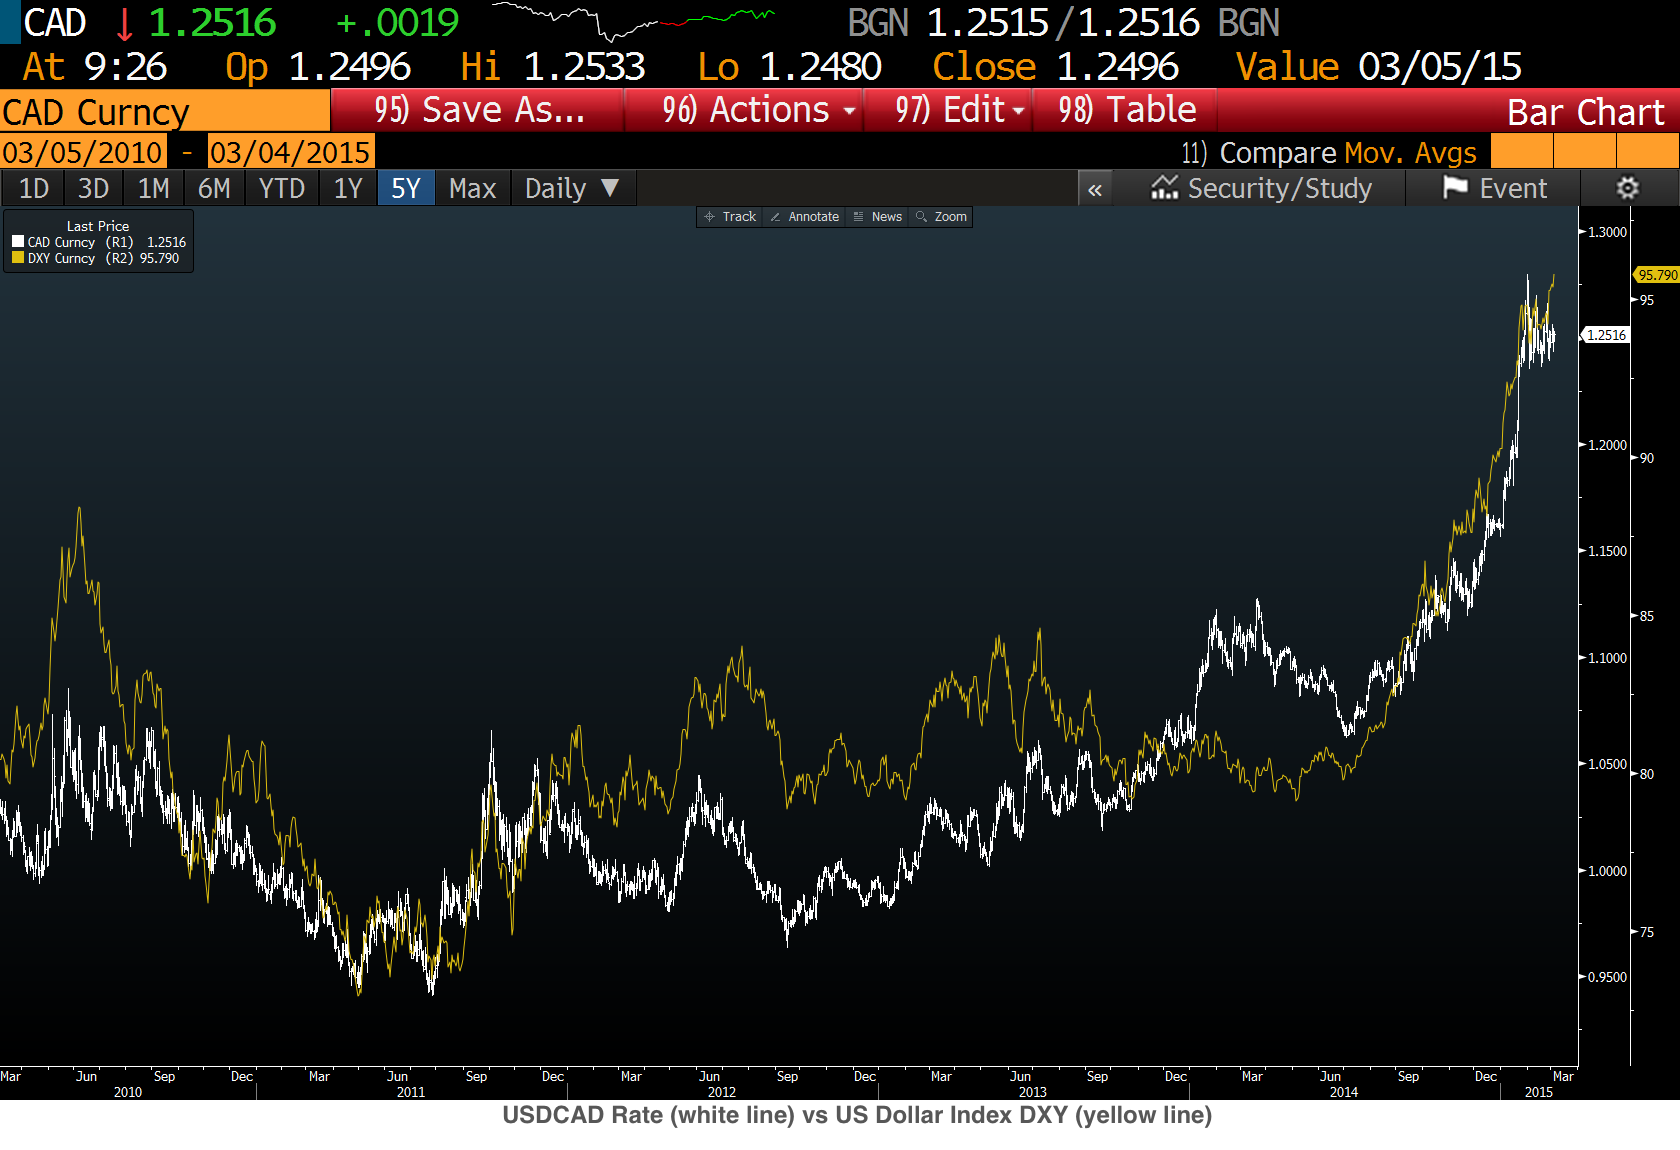 CAD ↓ 1.2516 +.0019 BGN 1.2515/1.2516 BGN
At 9:26 Op 1.2496 Hi 1.2533 Lo 1.2480 Close 1.2496 Value 03/05/15
CAD Curncy 95) Save As... 96) Actions 97) Edit 98) Table Bar Chart
03/05/2010 - 03/04/2015 11) Compare Mov. Avgs
1D 3D 1M 6M YTD 1Y 5Y Max Daily ▼ « Security/Study Event
Track Annotate News Zoom
Last Price
CAD Curncy (R1) 1.2516
DXY Curncy (R2) 95.790
1.3000
95.790
95
1.2516
1.2000
90
1.1500
85
1.1000
1.0500
80
1.0000
75
0.9500
Mar Jun Sep Dec Mar Jun Sep Dec Mar Jun Sep Dec Mar Jun Sep Dec Mar Jun Sep Dec Mar
2010 2011 2012 2013 2014 2015
USDCAD Rate (white line) vs US Dollar Index DXY (yellow line)